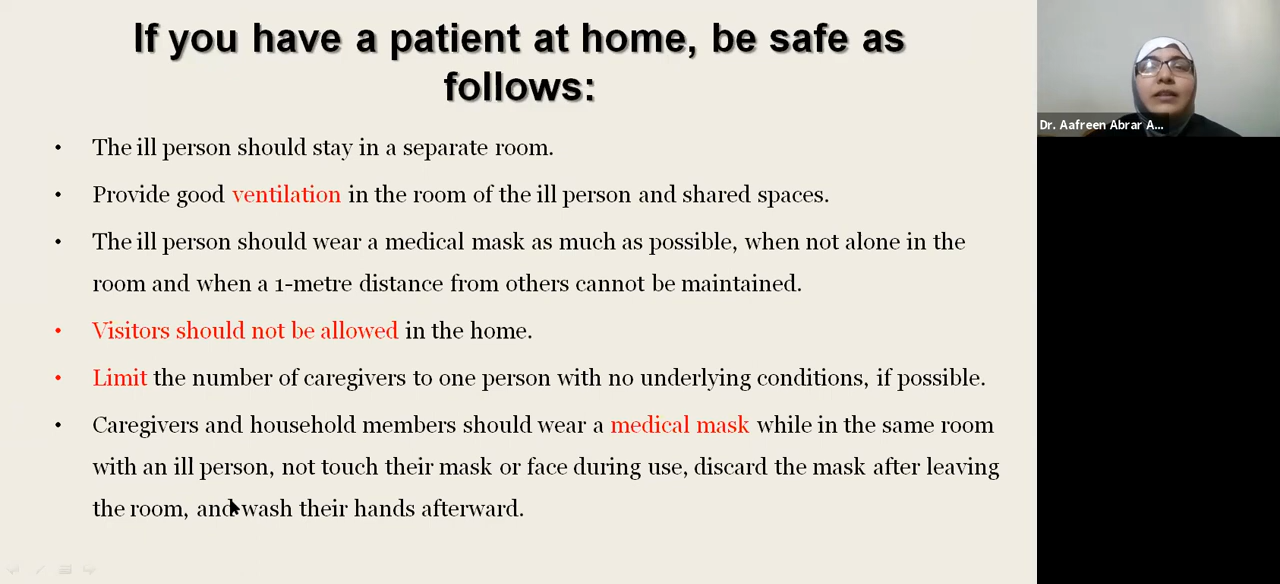 If you have a patient at home, be safe as
follows:
• The ill person should stay in a separate room.
• Provide good ventilation in the room of the ill person and shared spaces.
• The ill person should wear a medical mask as much as possible, when not alone in the
room and when a 1-metre distance from others cannot be maintained.
• Visitors should not be allowed in the home.
• Limit the number of caregivers to one person with no underlying conditions, if possible.
• Caregivers and household members should wear a medical mask while in the same room
with an ill person, not touch their mask or face during use, discard the mask after leaving
the room, and wash their hands afterward.
Dr. Aafreen Abrar A...